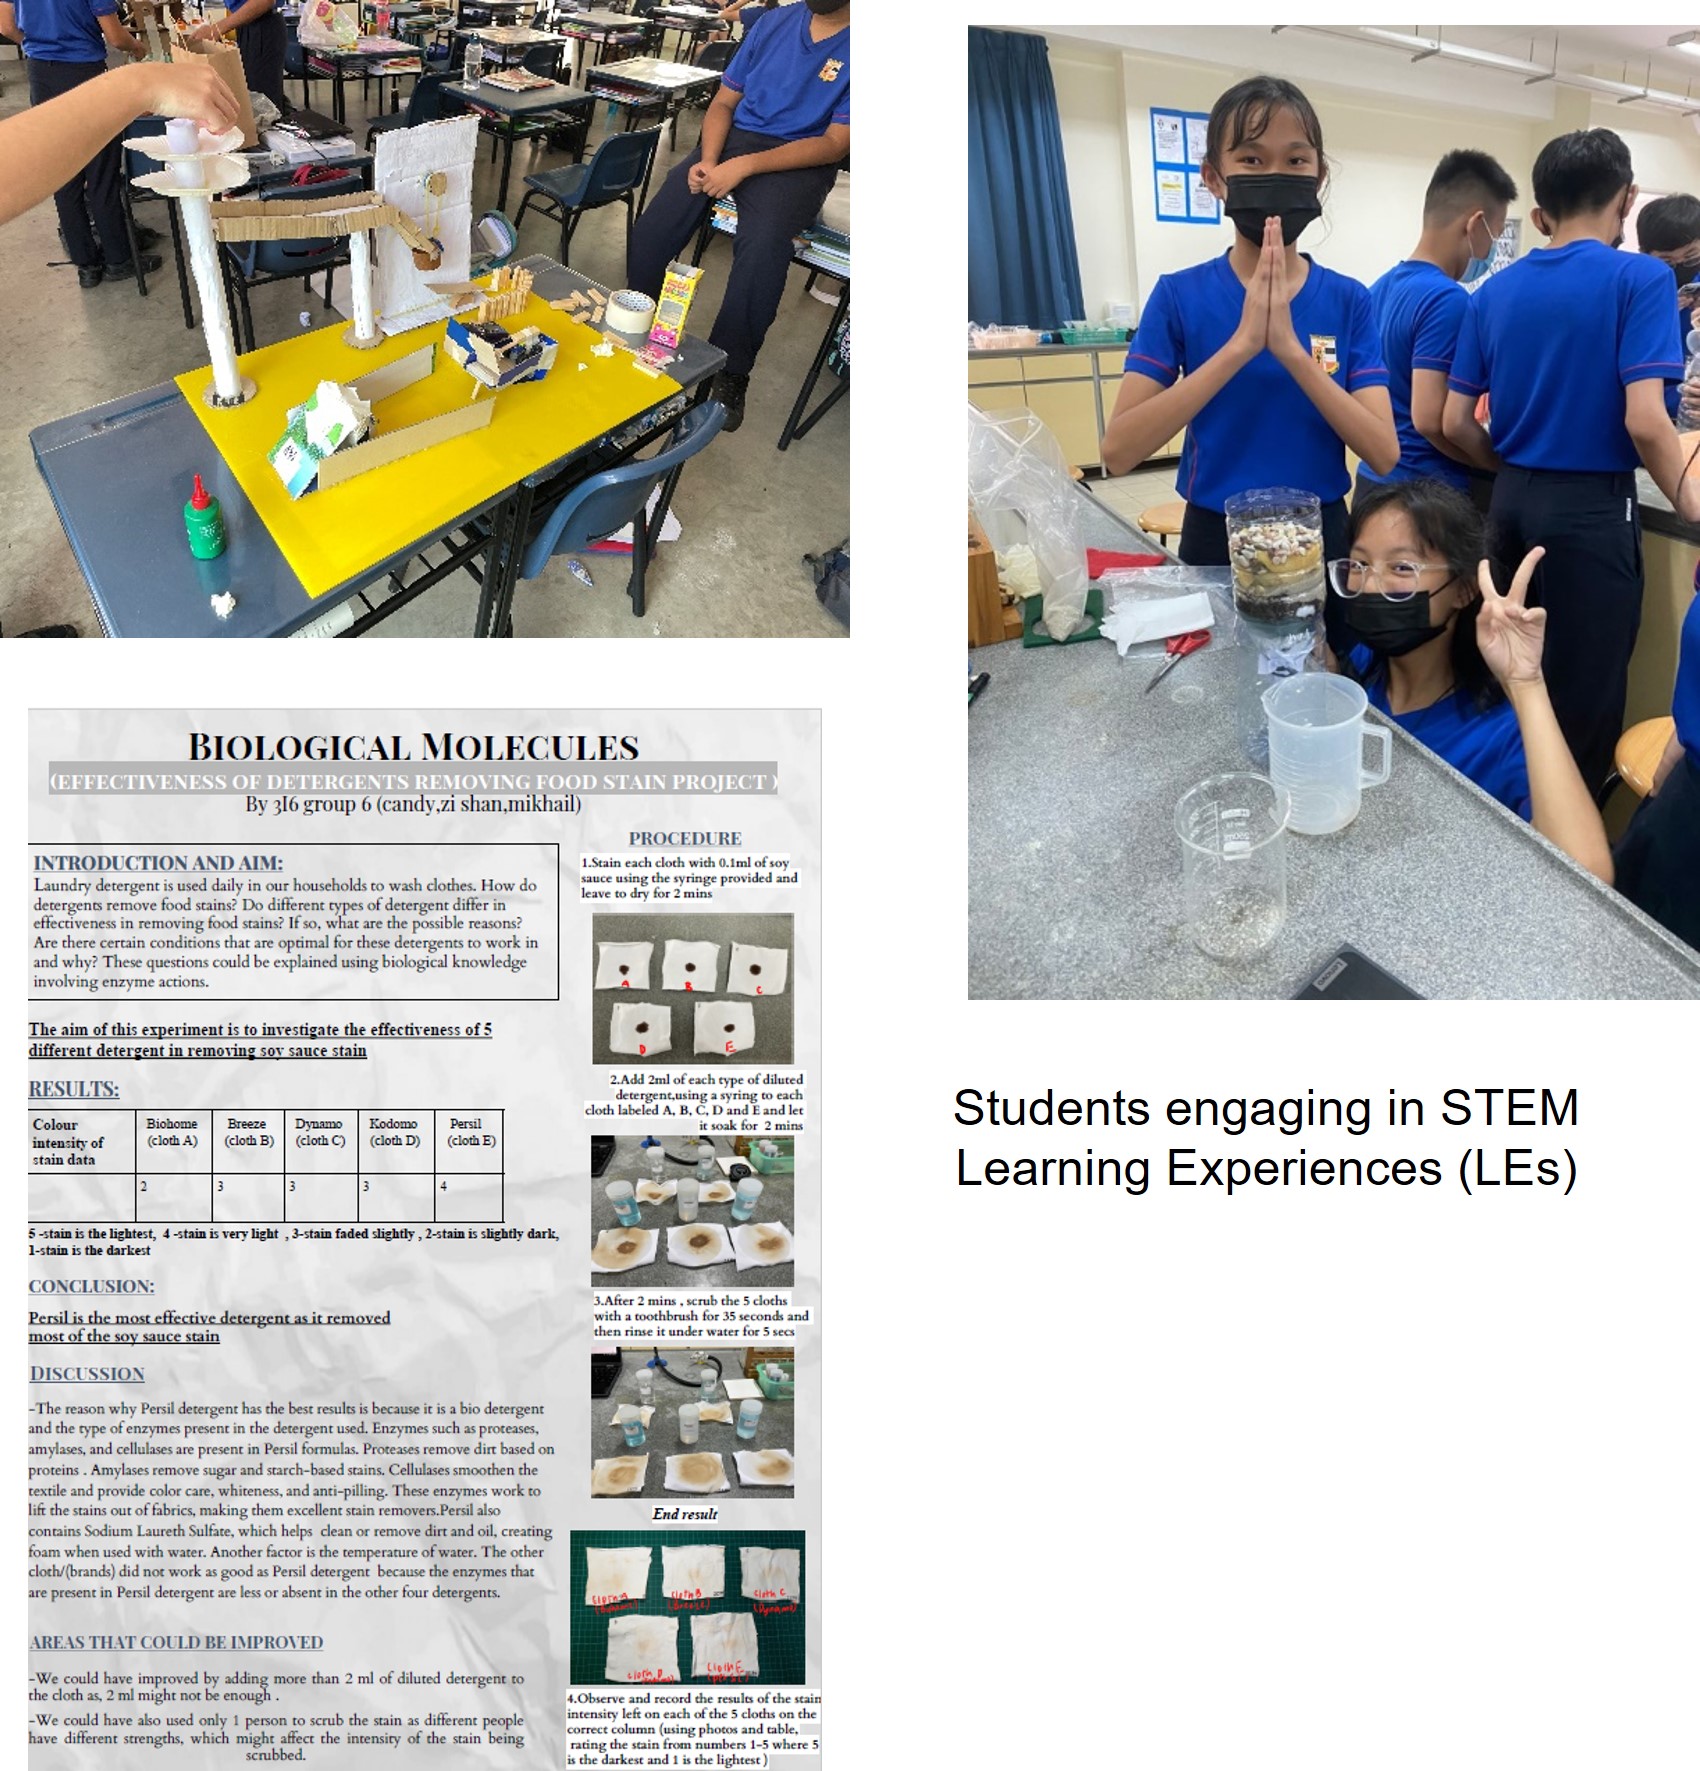 BIOLOGICAL MOLECULES
(EFFECTIVENESS OF DETERGENTS REMOVING FOOD STAIN PROJECT )
By 3I6 group 6 (candy,zi shan,mikhail)
INTRODUCTION AND AIM:
Laundry detergent is used daily in our households to wash clothes. How do
detergents remove food stains? Do different types of detergent differ in
effectiveness in removing food stains? If so, what are the possible reasons?
Are there certain conditions that are optimal for these detergents to work in
and why? These questions could be explained using biological knowledge
involving enzyme actions.
The aim of this experiment is to investigate the effectiveness of 5
different detergent in removing soy sauce stain
RESULTS:
Colour intensity of stain data
Biohome (cloth A)
Breeze (cloth B)
Dynamo (cloth C)
Kodomo (cloth D)
Persil (cloth E)
2 3 3 3 4
5 -stain is the lightest, 4 -stain is very light , 3-stain faded slightly , 2-stain is slightly dark,
1-stain is the darkest
CONCLUSION:
Persil is the most effective detergent as it removed
most of the soy sauce stain
DISCUSSION
-The reason why Persil detergent has the best results is because it is a bio detergent
and the type of enzymes present in the detergent used. Enzymes such as proteases,
amylases, and cellulases are present in Persil formulas. Proteases remove dirt based on
proteins . Amylases remove sugar and starch-based stains. Cellulases smoothen the
textile and provide color care, whiteness, and anti-pilling. These enzymes work to
lift the stains out of fabrics, making them excellent stain removers.Persil also
contains Sodium Laureth Sulfate, which helps clean or remove dirt and oil, creating
foam when used with water. Another factor is the temperature of water. The other
cloth/(brands) did not work as good as Persil detergent because the enzymes that
are present in Persil detergent are less or absent in the other four detergents.
AREAS THAT COULD BE IMPROVED
-We could have improved by adding more than 2 ml of diluted detergent to
the cloth as, 2 ml might not be enough .
-We could have also used only 1 person to scrub the stain as different people
have different strengths, which might affect the intensity of the stain being
scrubbed.
PROCEDURE
1.Stain each cloth with 0.1ml of soy
sauce using the syringe provided and
leave to dry for 2 mins
A B C
D E
2.Add 2ml of each type of diluted
detergent,using a syring to each
cloth labeled A, B, C, D and E and let
it soak for 2 mins
3.After 2 mins , scrub the 5 cloths
with a toothbrush for 35 seconds and
then rinse it under water for 5 secs
End result
Cloth A
Cloth B
(Breeze)
Cloth C
(Dynamo)
Cloth D
Cloth E
4.Observe and record the results of the stain
intensity left on each of the 5 cloths on the
correct column (using photos and table,
rating the stain from numbers 1-5 where 5
is the darkest and 1 is the lightest )
Lenovo
Students engaging in STEM
Learning Experiences (LEs)